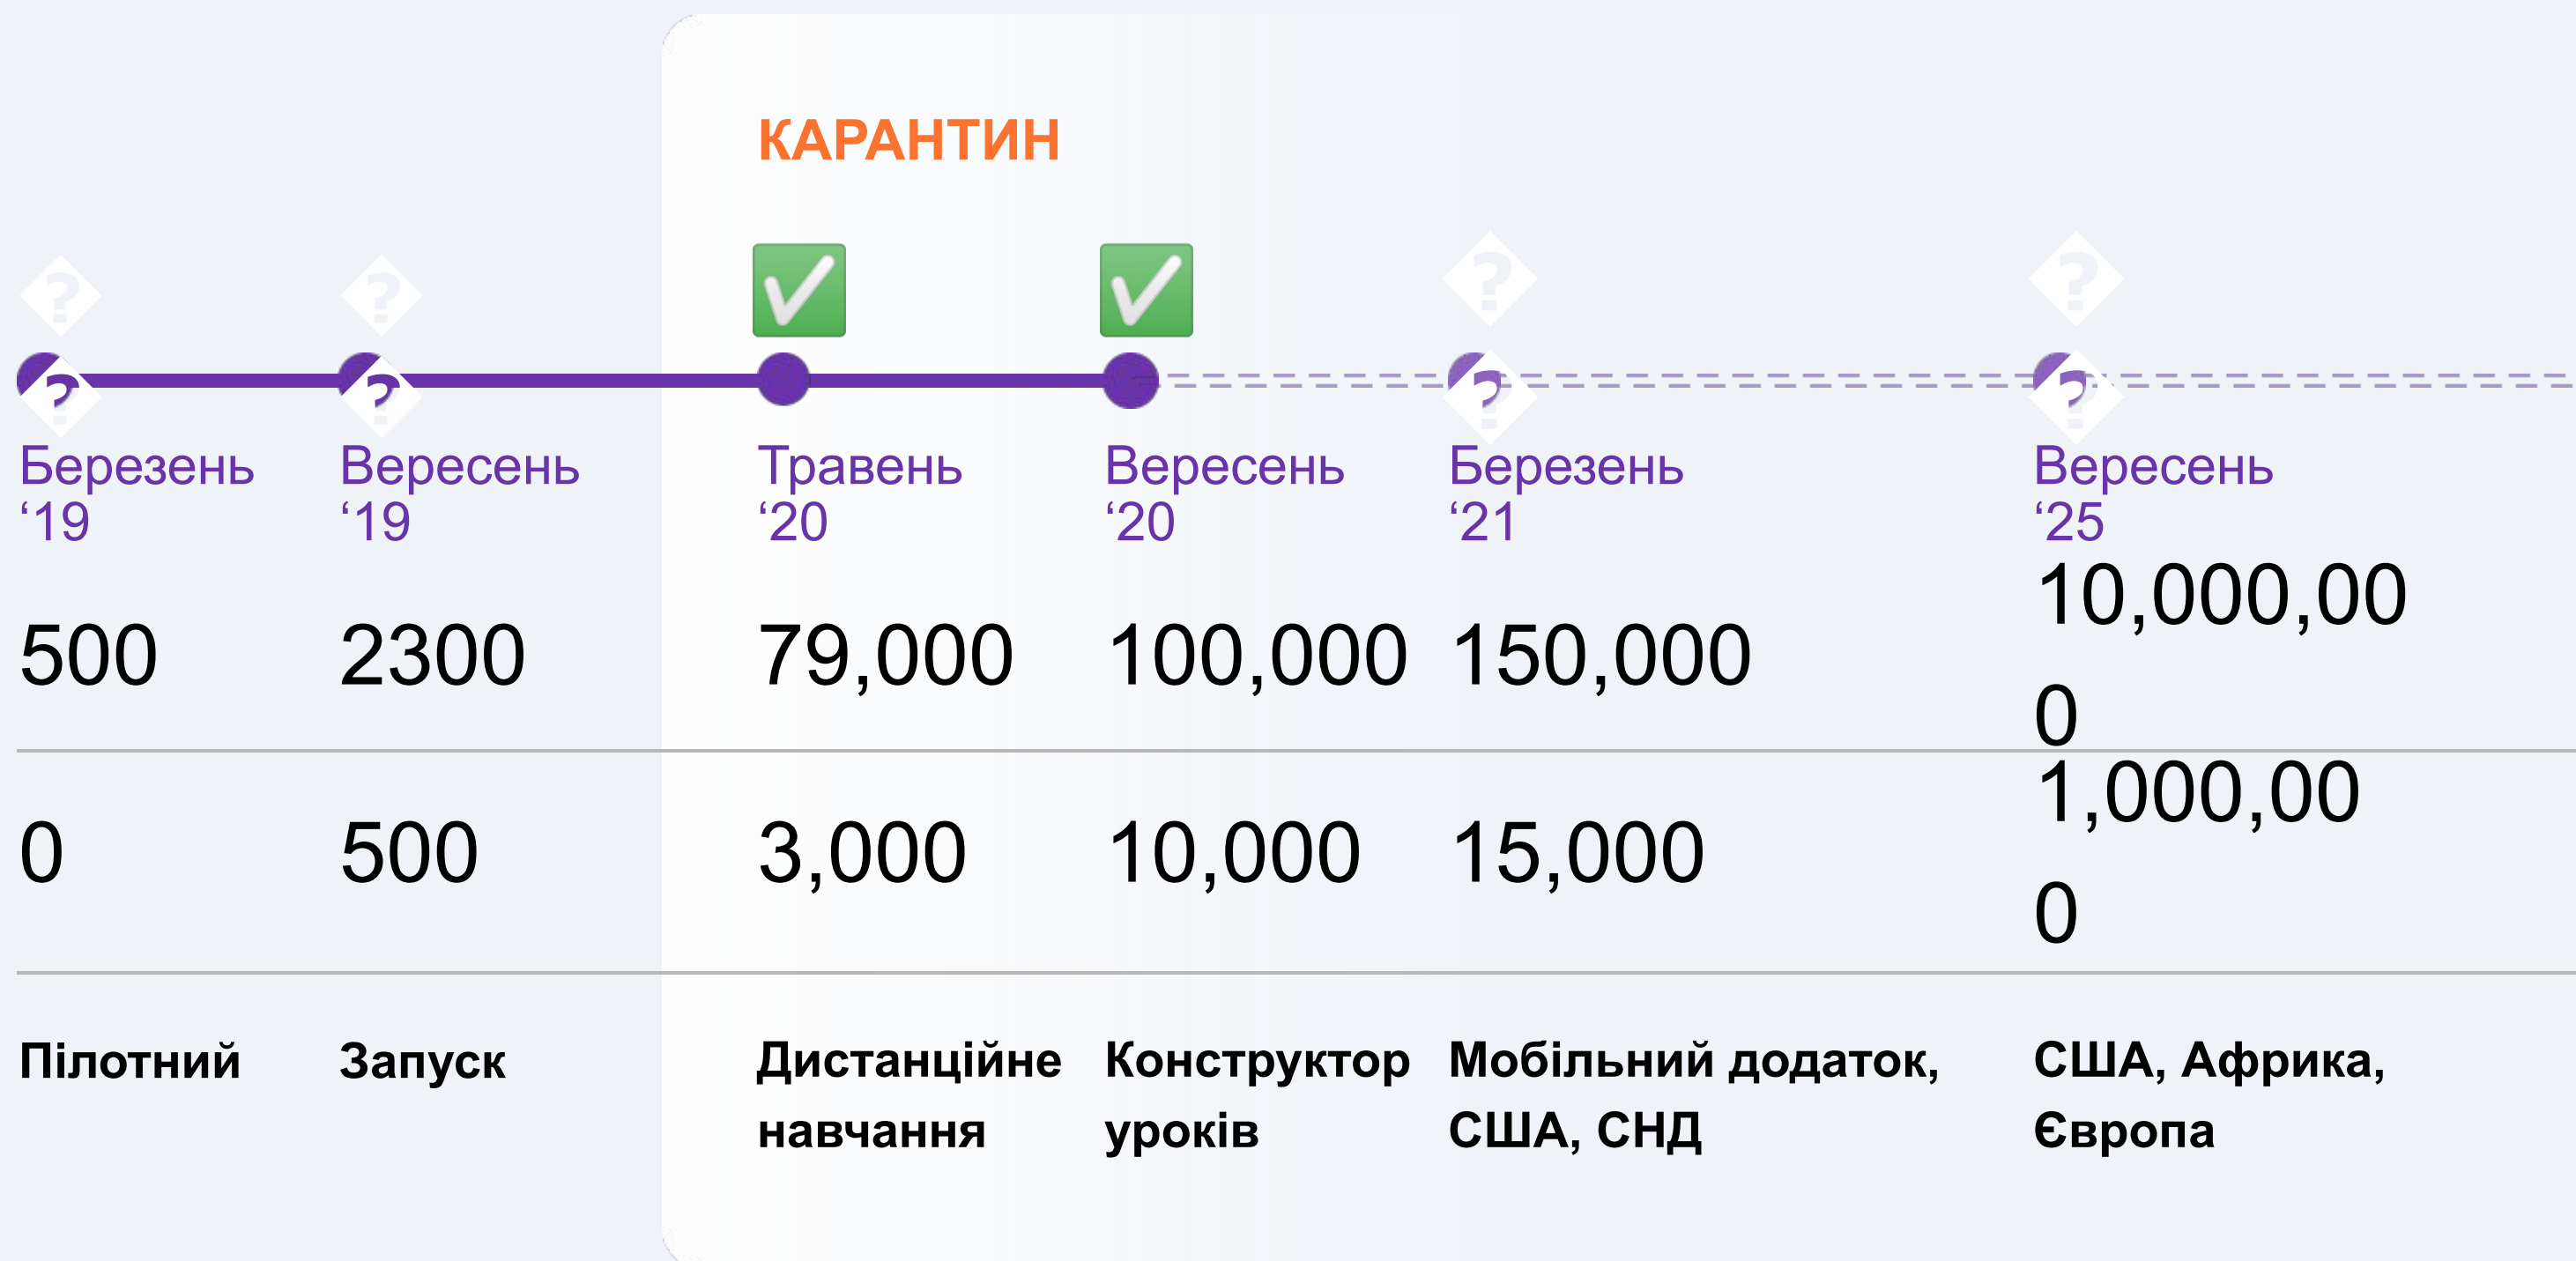 КАРАНТИН
✅ ✅
Березень Вересень Травень Вересень Березень Вересень
‘19 ‘19 ‘20 ‘20 ‘21 ‘25
500 2300 79,000 100,000 150,000 10,000,00
0
0 500 3,000 10,000 15,000 1,000,00
0
Пілотний Запуск Дистанційне Конструктор Мобільний додаток, США, Африка,
навчання уроків США, СНД Європа